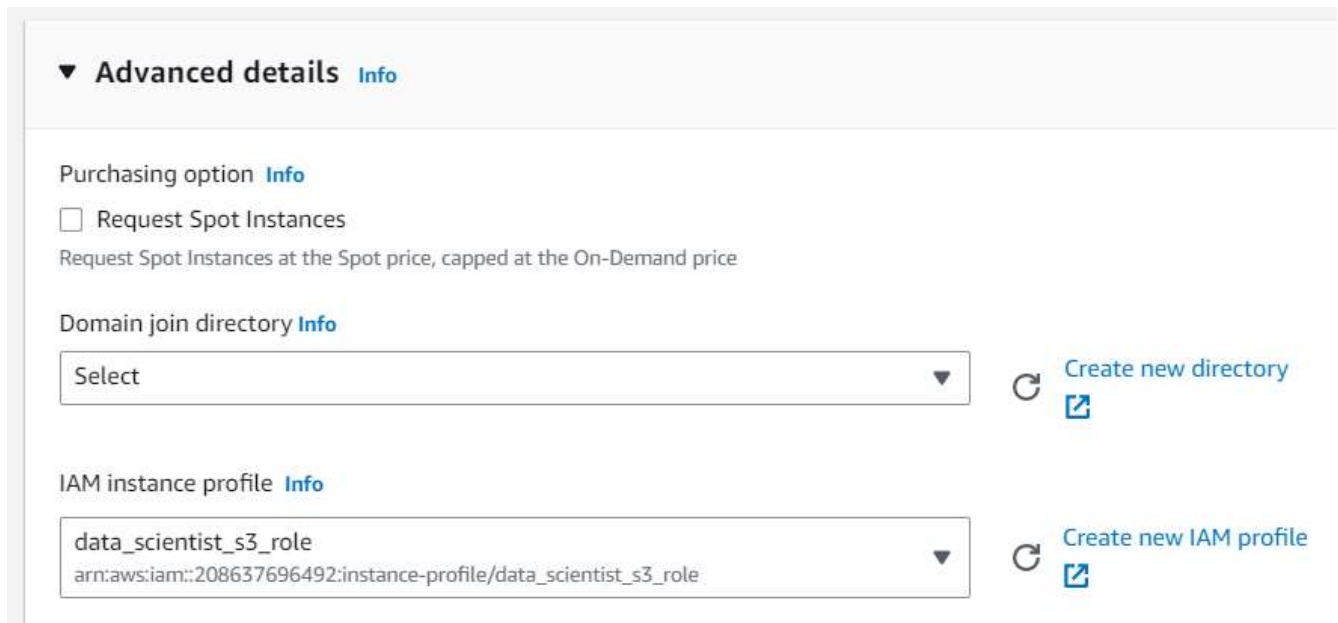 Advanced details Info
Purchasing option Info
Request Spot Instances
Request Spot Instances at the Spot price, capped at the On-Demand price
Domain join directory Info
Select
Create new directory
IAM instance profile Info
data_scientist_s3_role
arn:aws:iam::208637696492:instance-profile/data_scientist_s3_role
Create new IAM profile